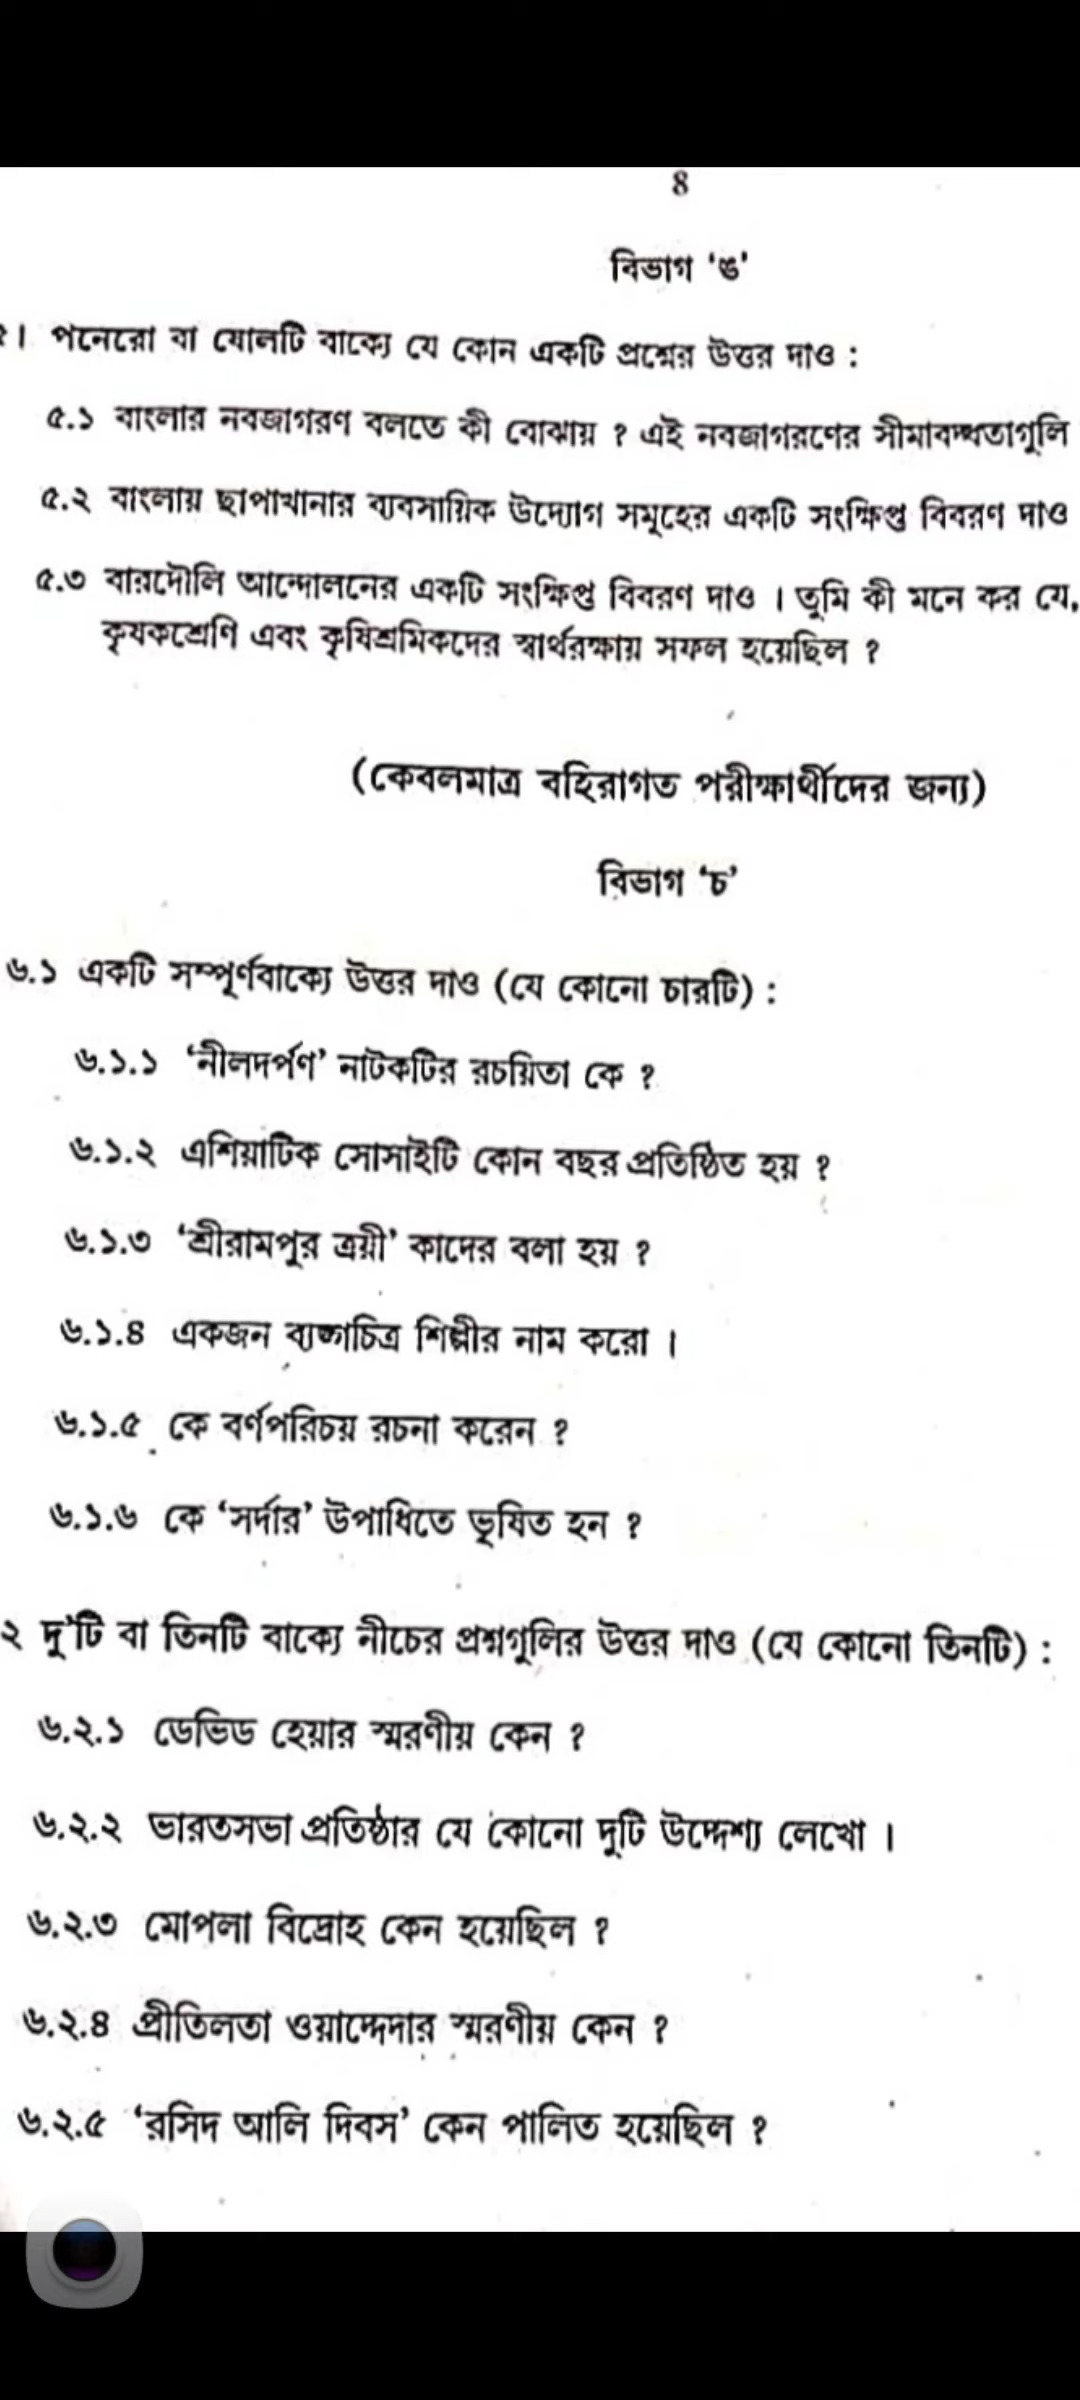 8
বিভাগ ‘ঙ’
৫। পনেরো বা ষোলটি বাক্যে যে কোন একটি প্রশ্নের উত্তর দাও :
৫.১ বাংলার নবজাগরণ বলতে কী বোঝায় ? এই নবজাগরণের সীমাবদ্ধতাগুলি
৫.২ বাংলায় ছাপাখানার ব্যবসায়িক উদ্যোগ সমূহের একটি সংক্ষিপ্ত বিবরণ দাও
৫.৩ বারদৌলি আন্দোলনের একটি সংক্ষিপ্ত বিবরণ দাও । তুমি কী মনে কর যে,
কৃষকশ্রেণি এবং কৃষিশ্রমিকদের স্বার্থরক্ষায় সফল হয়েছিল ?
(কেবলমাত্র বহিরাগত পরীক্ষার্থীদের জন্য)
বিভাগ ‘চ’
৬.১ একটি সম্পূর্ণবাক্যে উত্তর দাও (যে কোনো চারটি) :
৬.১.১ ‘নীলদর্পণ’ নাটকটির রচয়িতা কে ?
৬.১.২ এশিয়াটিক সোসাইটি কোন বছর প্রতিষ্ঠিত হয় ?
৬.১.৩ ‘শ্রীরামপুর ত্রয়ী’ কাদের বলা হয় ?
৬.১.৪ একজন ব্যঙ্গচিত্র শিল্পীর নাম করো ।
৬.১.৫ কে বর্ণপরিচয় রচনা করেন ?
৬.১.৬ কে ‘সর্দার’ উপাধিতে ভূষিত হন ?
২ দু’টি বা তিনটি বাক্যে নীচের প্রশ্নগুলির উত্তর দাও (যে কোনো তিনটি) :
৬.২.১ ডেভিড হেয়ার স্মরণীয় কেন ?
৬.২.২ ভারতসভা প্রতিষ্ঠার যে কোনো দুটি উদ্দেশ্য লেখো ।
৬.২.৩ মোপলা বিদ্রোহ কেন হয়েছিল ?
৬.২.৪ প্রীতিলতা ওয়াদ্দেদার স্মরণীয় কেন ?
৬.২.৫ ‘রসিদ আলি দিবস’ কেন পালিত হয়েছিল ?